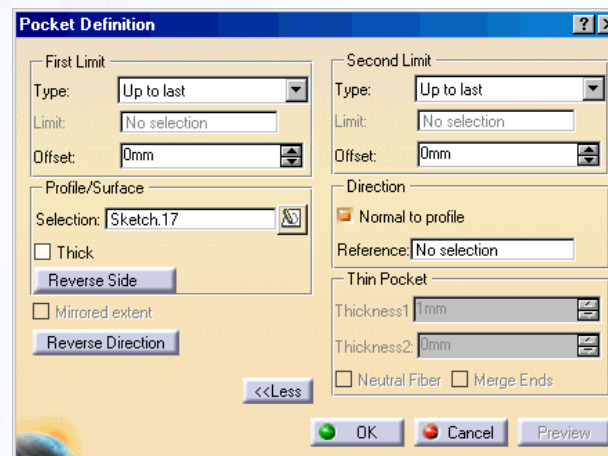 Pocket Definition
First Limit
Type: Up to last
Limit: No selection
Offset: 0mm
Profile/Surface
Selection: Sketch.17
Thick
Reverse Side
Mirrored extent
Reverse Direction
<<Less
Second Limit
Type: Up to last
Limit: No selection
Offset: 0mm
Direction
Normal to profile
Reference: No selection
Thin Pocket
Thickness1 1mm
Thickness2: 0mm
Neutral Fiber Merge Ends
OK Cancel Preview